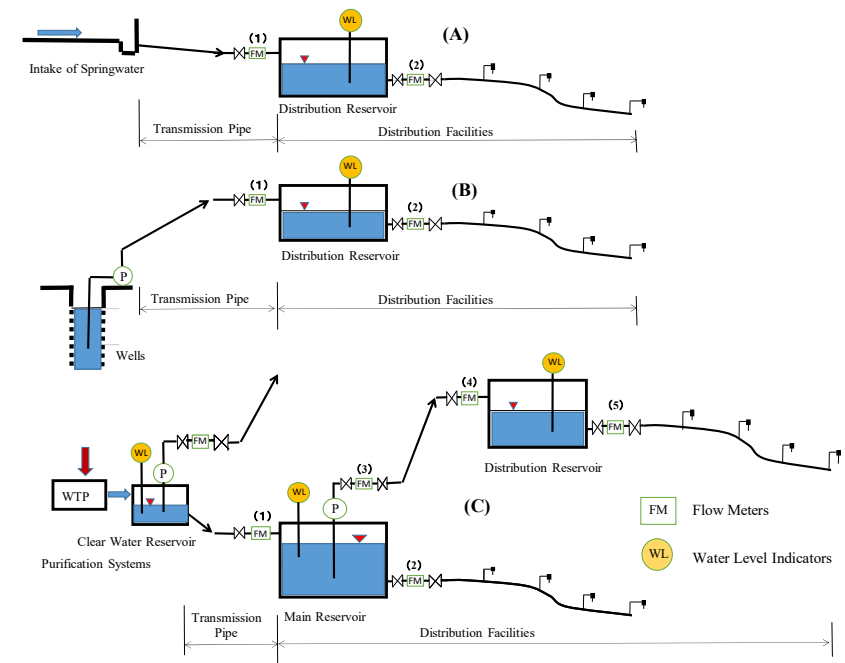 WL
(1)
(A)
FM
(2)
FM
Intake of Springwater
Distribution Reservoir
Transmission Pipe
Distribution Facilities
WL
(1)
(B)
FM
(2)
FM
Distribution Reservoir
P
Transmission Pipe
Distribution Facilities
Wells
WL
(4)
FM
(5)
FM
FM
WL
P
(3)
Distribution Reservoir
FM
WTP
WL
(C)
P
(1)
FM
FM
Flow Meters
Clear Water Reservoir
Purification Systems
WL
Water Level Indicators
(2)
FM
Transmission
Pipe
Main Reservoir
Distribution Facilities